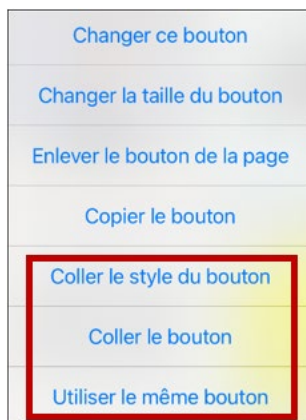 Changer ce bouton
Changer la taille du bouton
Enlever le bouton de la page
Copier le bouton
Coller le style du bouton
Coller le bouton
Utiliser le même bouton